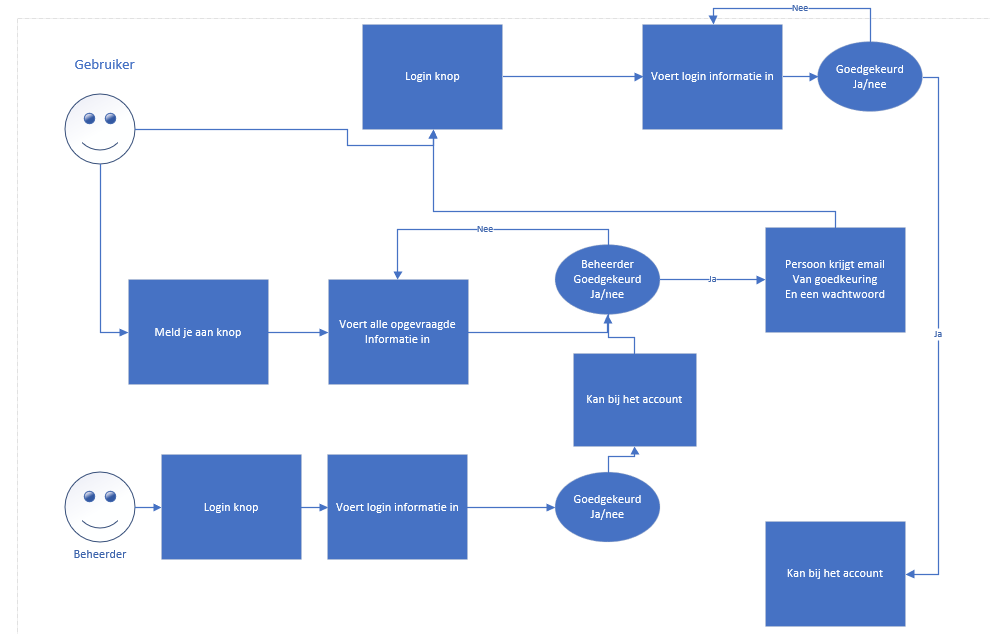 Nee
Gebruiker
Login knop
Voert login informatie in
Goedgekeurd
Ja/nee
Nee
Beheerder
Goedgekeurd
Ja/nee
Ja
Persoon krijgt email
Van goedkeuring
En een wachtwoord
Meld je aan knop
Voert alle opgevraagde
Informatie in
Ja
Kan bij het account
Login knop
Voert login informatie in
Goedgekeurd
Ja/nee
Beheerder
Kan bij het account